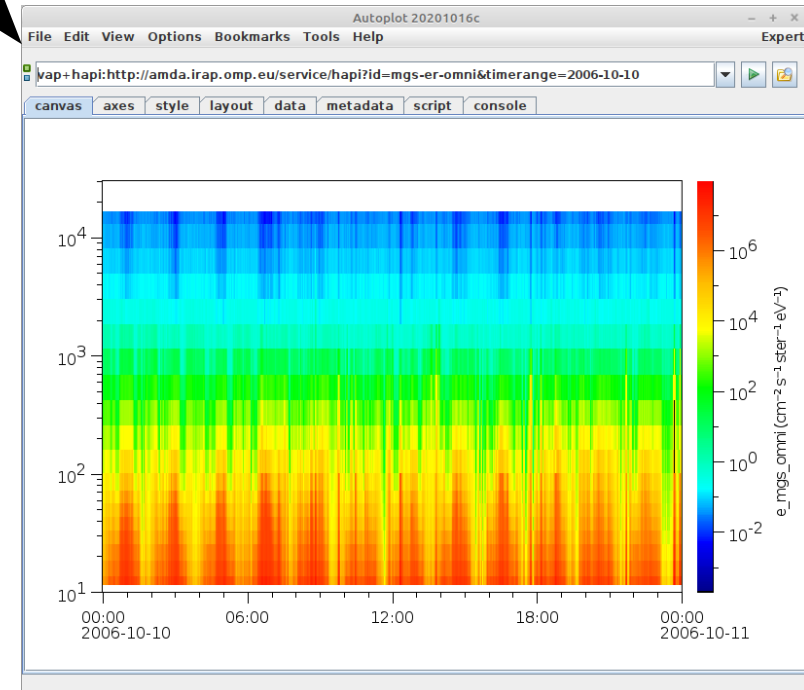 Autoplot 20201016c
File Edit View Options Bookmarks Tools Help Expert
vap+hapi:http://amda.irap.omp.eu/service/hapi?id=mgs-er-omni&timerange=2006-10-10
canvas axes style layout data metadata script console
10⁴
10³
10²
10¹
00:00 06:00 12:00 18:00 00:00
2006-10-10 2006-10-11
10⁶
10⁴
10²
10⁰
10⁻²
e_mgs_omni (cm⁻² s⁻¹ ster⁻¹ eV⁻¹)